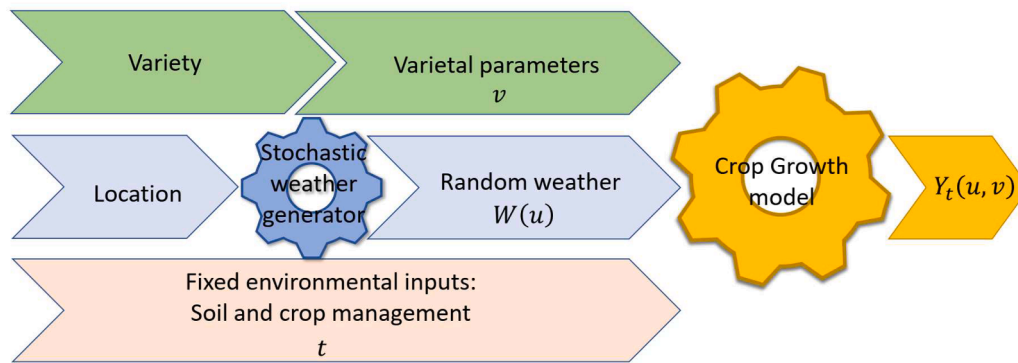 Variety
Varietal parameters
v
Location
Stochastic
weather
generator
Random weather
W(u)
Crop Growth
model
Y_t(u, v)
Fixed environmental inputs:
Soil and crop management
t